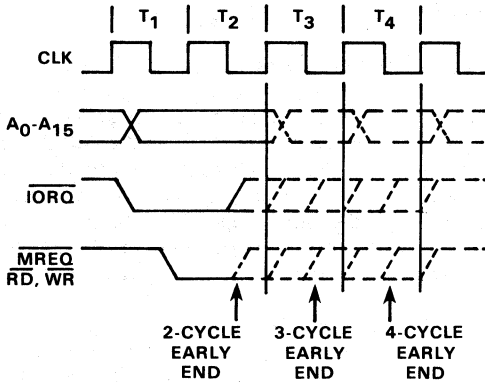 T1 T2 T3 T4
CLK
A0-A15
IORQ
MREQ
RD, WR
2-CYCLE EARLY END
3-CYCLE EARLY END
4-CYCLE EARLY END